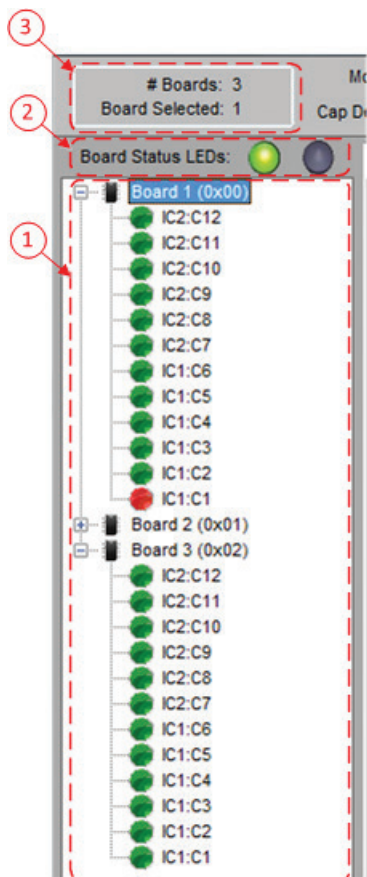 3
# Boards: 3
Board Selected: 1
Cap
2
Board Status LEDs:
1
Board 1 (0x00)
IC2:C12
IC2:C11
IC2:C10
IC2:C9
IC2:C8
IC2:C7
IC1:C6
IC1:C5
IC1:C4
IC1:C3
IC1:C2
IC1:C1
Board 2 (0x01)
Board 3 (0x02)
IC2:C12
IC2:C11
IC2:C10
IC2:C9
IC2:C8
IC2:C7
IC1:C6
IC1:C5
IC1:C4
IC1:C3
IC1:C2
IC1:C1